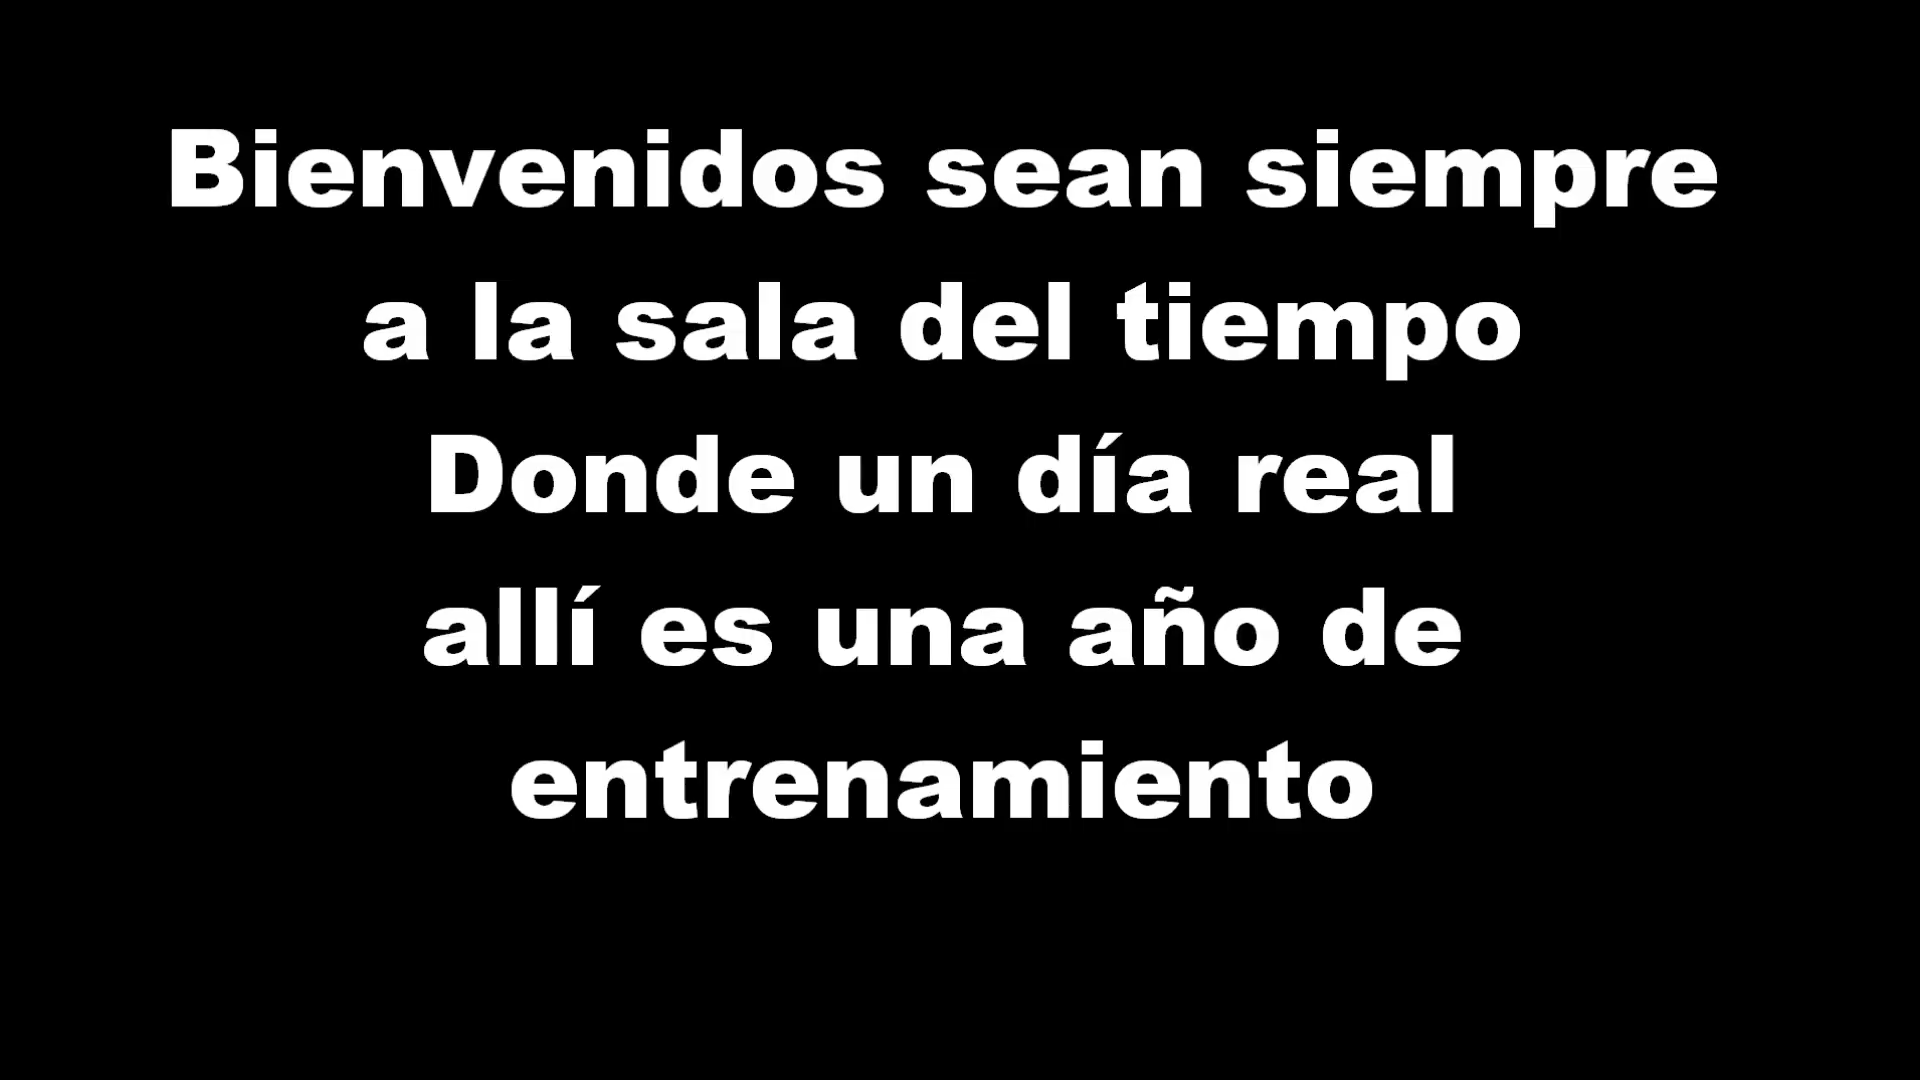 Bienvenidos sean siempre
a la sala del tiempo
Donde un día real
allí es una año de
entrenamiento